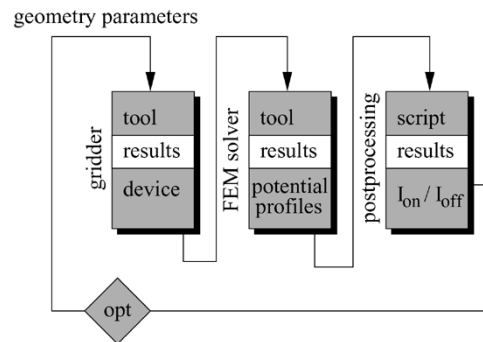 geometry parameters
gridder
tool
results
device
FEM solver
tool
results
potential
profiles
postprocessing
script
results
I_on / I_off
opt